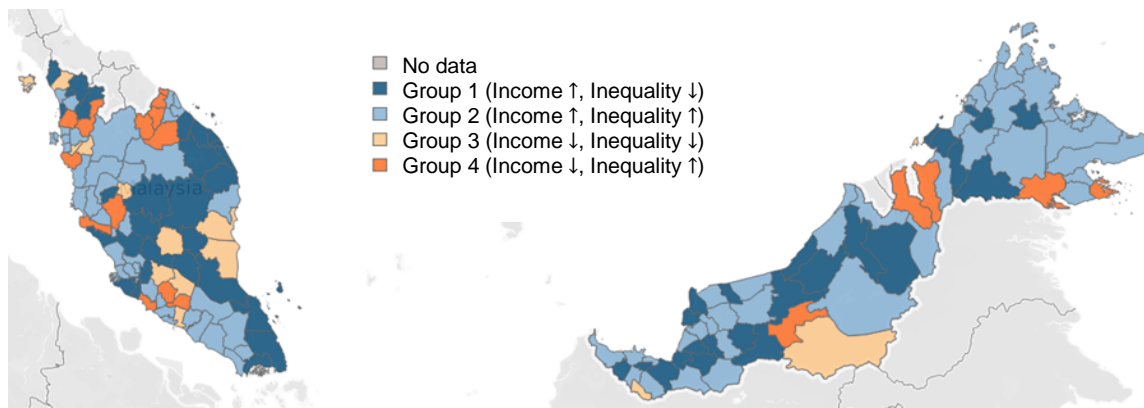 No data
Group 1 (Income ↑, Inequality ↓)
Group 2 (Income ↑, Inequality ↑)
Group 3 (Income ↓, Inequality ↓)
Group 4 (Income ↓, Inequality ↑)